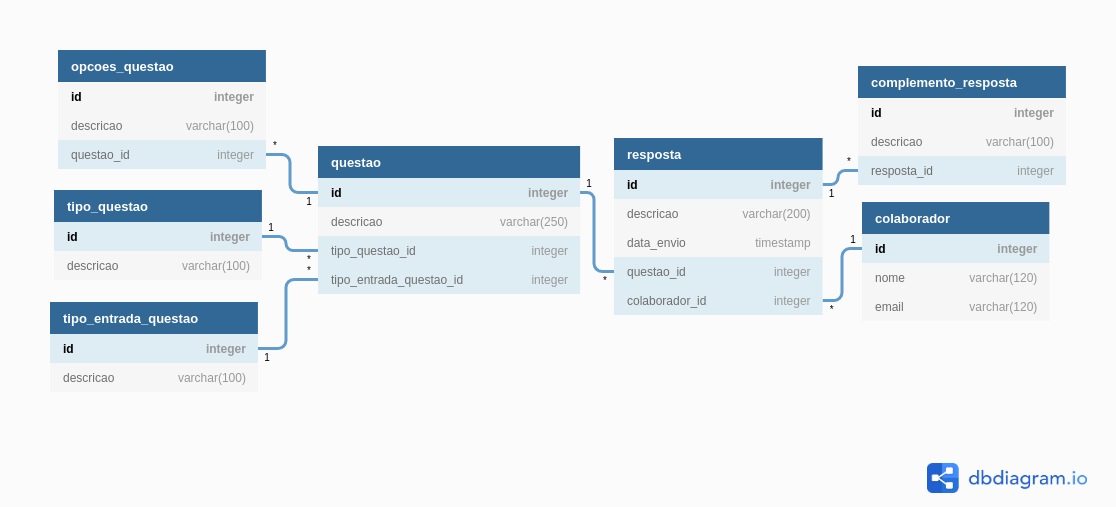 opcoes_questao
id integer
descricao varchar(100)
questao_id integer
*
1
tipo_questao
id integer
descricao varchar(100)
1
*
*
tipo_entrada_questao
id integer
descricao varchar(100)
1
questao
id integer
descricao varchar(250)
tipo_questao_id integer
tipo_entrada_questao_id integer
1
*
resposta
id integer
descricao varchar(200)
data_envio timestamp
questao_id integer
colaborador_id integer
*
1
complemento_resposta
id integer
descricao varchar(100)
resposta_id integer
1
*
colaborador
id integer
nome varchar(120)
email varchar(120)
dbdiagram.io